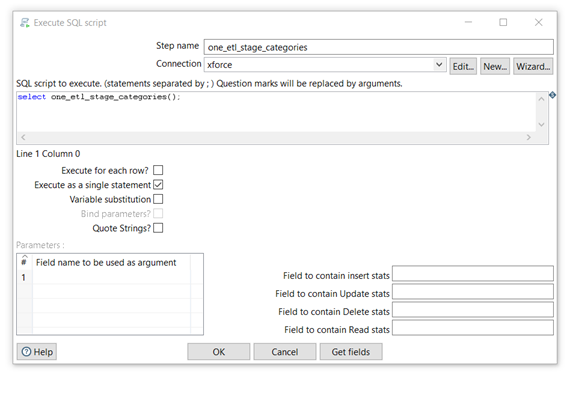 Execute SQL script
Step name one_etl_stage_categories
Connection xforce Edit... New... Wizard...
SQL script to execute. (statements separated by ; ) Question marks will be replaced by arguments.
select one_etl_stage_categories();
Line 1 Column 0
Execute for each row?
Execute as a single statement
Variable substitution
Bind parameters?
Quote Strings?
Parameters :
# Field name to be used as argument
1
Field to contain insert stats
Field to contain Update stats
Field to contain Delete stats
Field to contain Read stats
Help OK Cancel Get fields